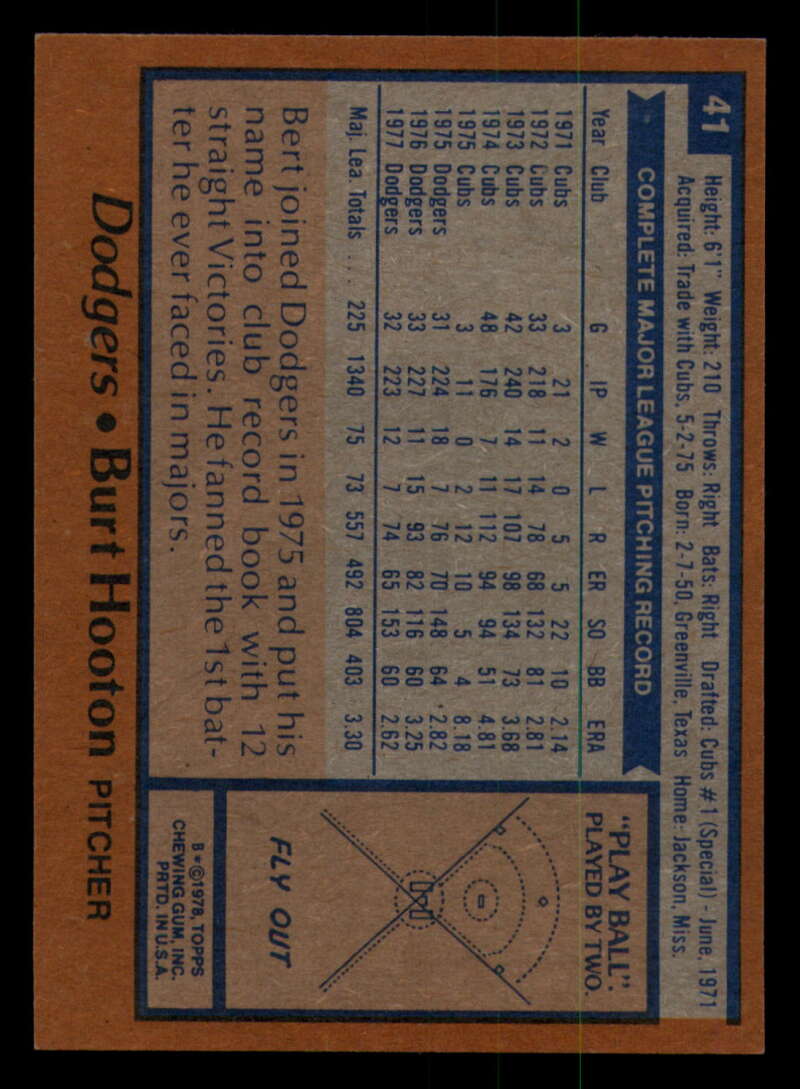 41
Height: 6'1" Weight: 210 Throws: Right Bats: Right Drafted: Cubs #1 (Special) - June, 1971
Acquired: Trade with Cubs, 5-2-75 Born: 2-7-50, Greenville, Texas Home: Jackson, Miss.
COMPLETE MAJOR LEAGUE PITCHING RECORD
Year Club G IP W L R ER SO BB ERA
1971 Cubs 3 21 2 0 5 5 22 10 2.14
1972 Cubs 33 218 11 14 78 68 132 81 2.81
1973 Cubs 42 240 14 17 107 98 134 73 3.68
1974 Cubs 48 176 7 11 112 94 94 51 4.81
1975 Cubs 3 11 0 2 12 10 5 4 8.18
1975 Dodgers 31 224 18 7 76 70 148 64 2.82
1976 Dodgers 33 227 11 15 93 82 116 60 3.25
1977 Dodgers 32 223 12 7 74 65 153 60 2.62
Maj. Lea. Totals ... 225 1340 75 73 557 492 804 403 3.30
Bert joined Dodgers in 1975 and put his
name into club record book with 12
straight Victories. He fanned the 1st bat-
ter he ever faced in majors.
"PLAY BALL".
PLAYED BY TWO.
FLY OUT
B*©1978, TOPPS
CHEWING GUM, INC.
PRTD. IN U.S.A.
Dodgers • Burt Hooton PITCHER